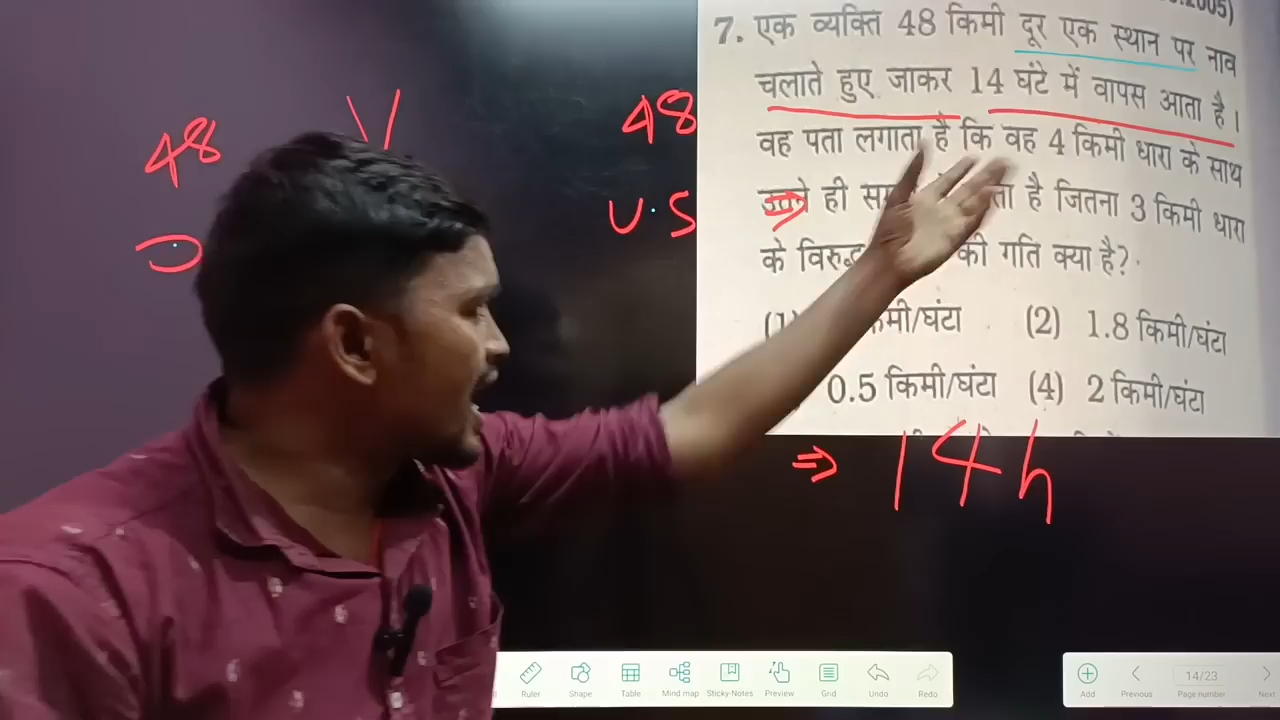 .2005)
7. एक व्यक्ति 48 किमी दूर एक स्थान पर नाव
चलाते हुए जाकर 14 घंटे में वापस आता है।
वह पता लगाता है कि वह 4 किमी धारा के साथ
उतने ही है जितना 3 किमी धारा
के की गति क्या है?
(2) 1.8 किमी/घंटा
0.5 किमी/घंटा (4) 2 किमी/घंटा
48 48
U.S
⇒ 14h
Ruler Shape Table Mind map Sticky-Notes Preview Grid Undo Redo
Add Previous 14/23 Page number Next